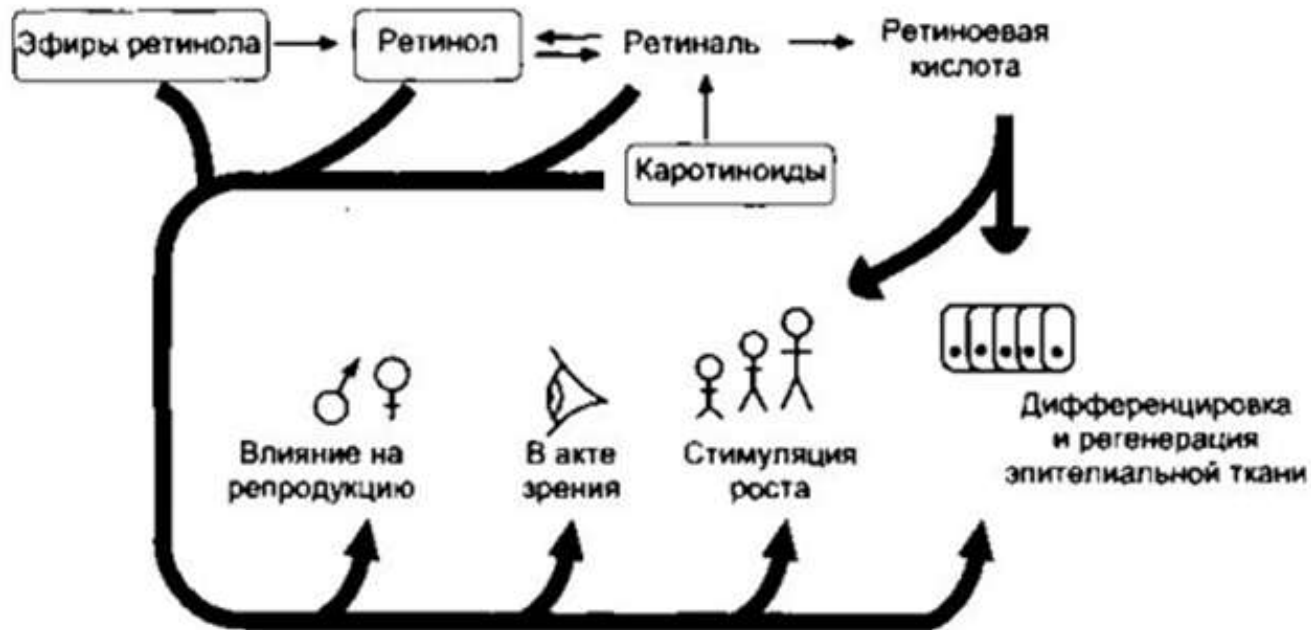 Эфиры ретинола
Ретинол
Ретиналь
Ретиноевая
кислота
Каротиноиды
Влияние на
репродукцию
В акте
зрения
Стимуляция
роста
Дифференцировка
и регенерация
эпителиальной ткани